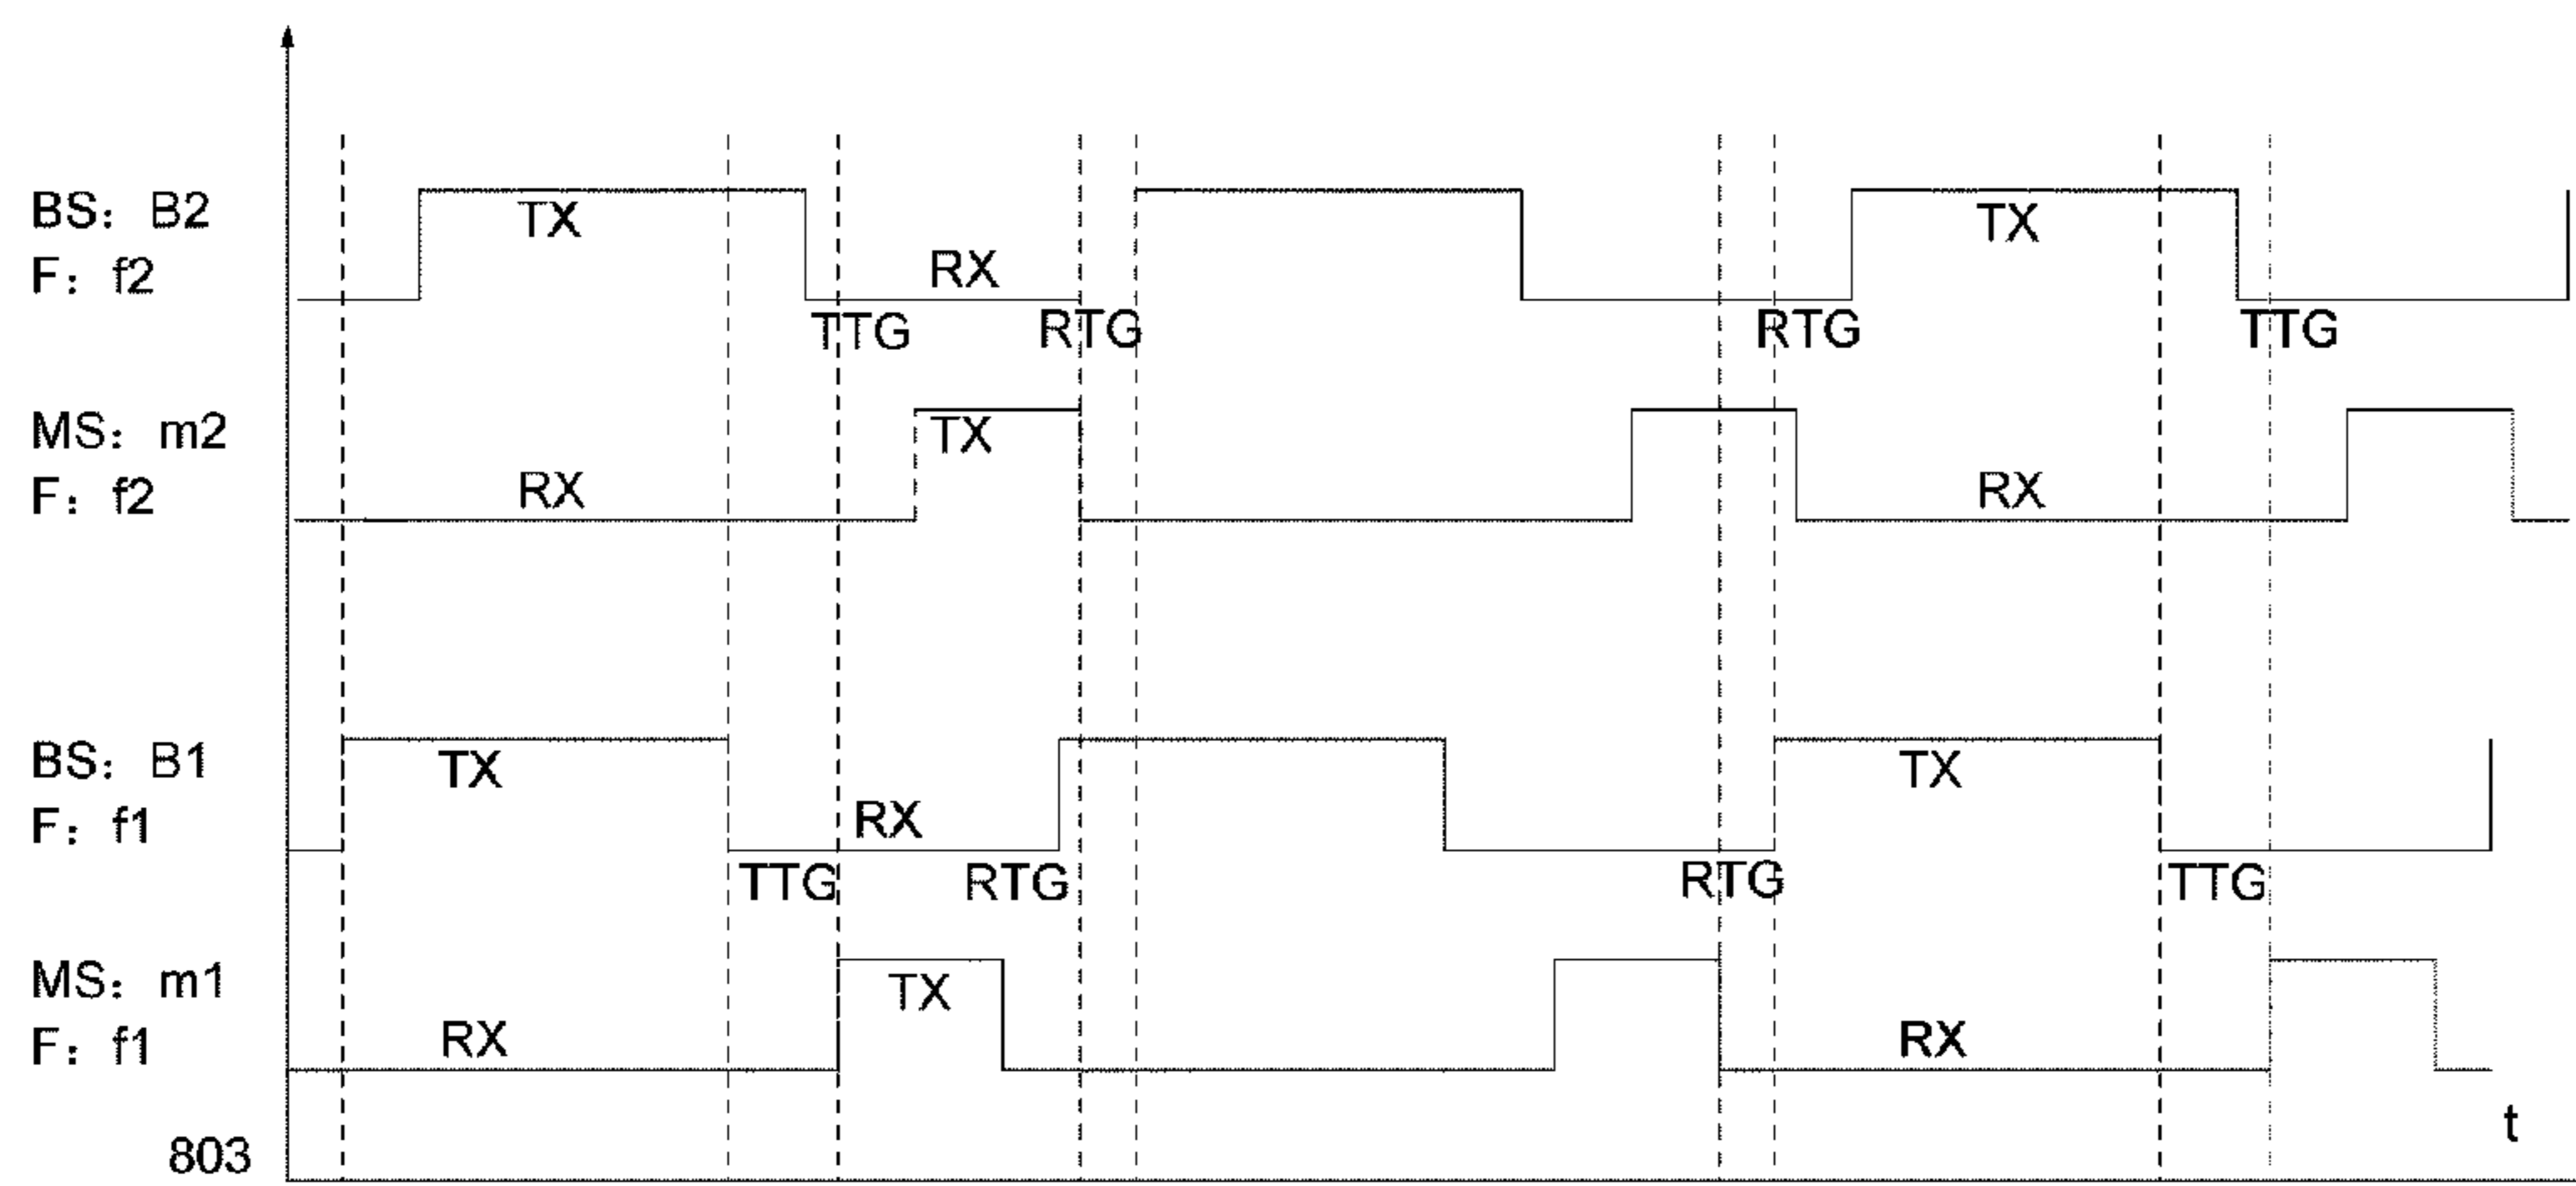 BS: B2
F: f2
TX
RX
TTG
RTG
TX
RTG
TTG
MS: m2
F: f2
TX
RX
RX
BS: B1
F: f1
TX
RX
TTG
RTG
TX
RTG
TTG
MS: m1
F: f1
TX
RX
RX
803
t